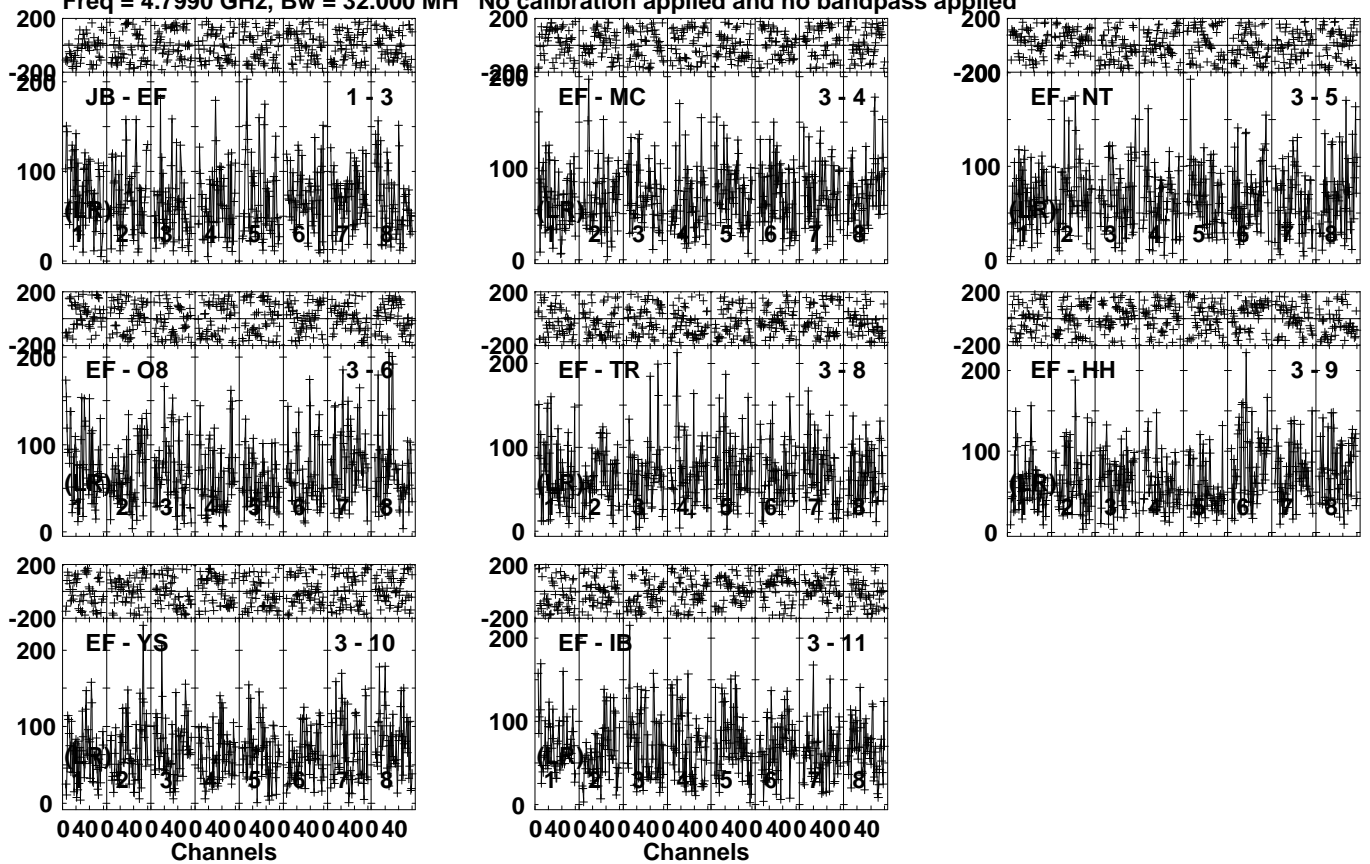 Freq = 4.7990 GHz, Bw = 32.000 MH No calibration applied and no bandpass applied
200 200 200
-200 -200 -200
200 200
JB - EF 1 - 3 EF - MC 3 - 4 EF - NT 3 - 5
100 100 100
(LR) (LR) (LR)
1 2 3 4 5 6 7 8 1 2 3 4 5 6 7 8 1 2 3 4 5 6 7 8
0 0 0
200 200 200
-200 -200 -200
200 200 200
EF - O8 3 - 6 EF - TR 3 - 8 EF - HH 3 - 9
100 100 100
(LR) (LR) (LR)
1 2 3 4 5 6 7 8 1 2 3 4 5 6 7 8 1 2 3 4 5 6 7 8
0 0 0
200 200
-200 -200
200 200
EF - YS 3 - 10 EF - IB 3 - 11
100 100
(LR) (LR)
1 2 3 4 5 6 7 8 1 2 3 4 5 6 7 8
0 0
0 40 0 40 0 40 0 40 0 40 0 40 0 40 0 40 0 40 0 40 0 40 0 40 0 40 0 40 0 40 0 40
Channels Channels